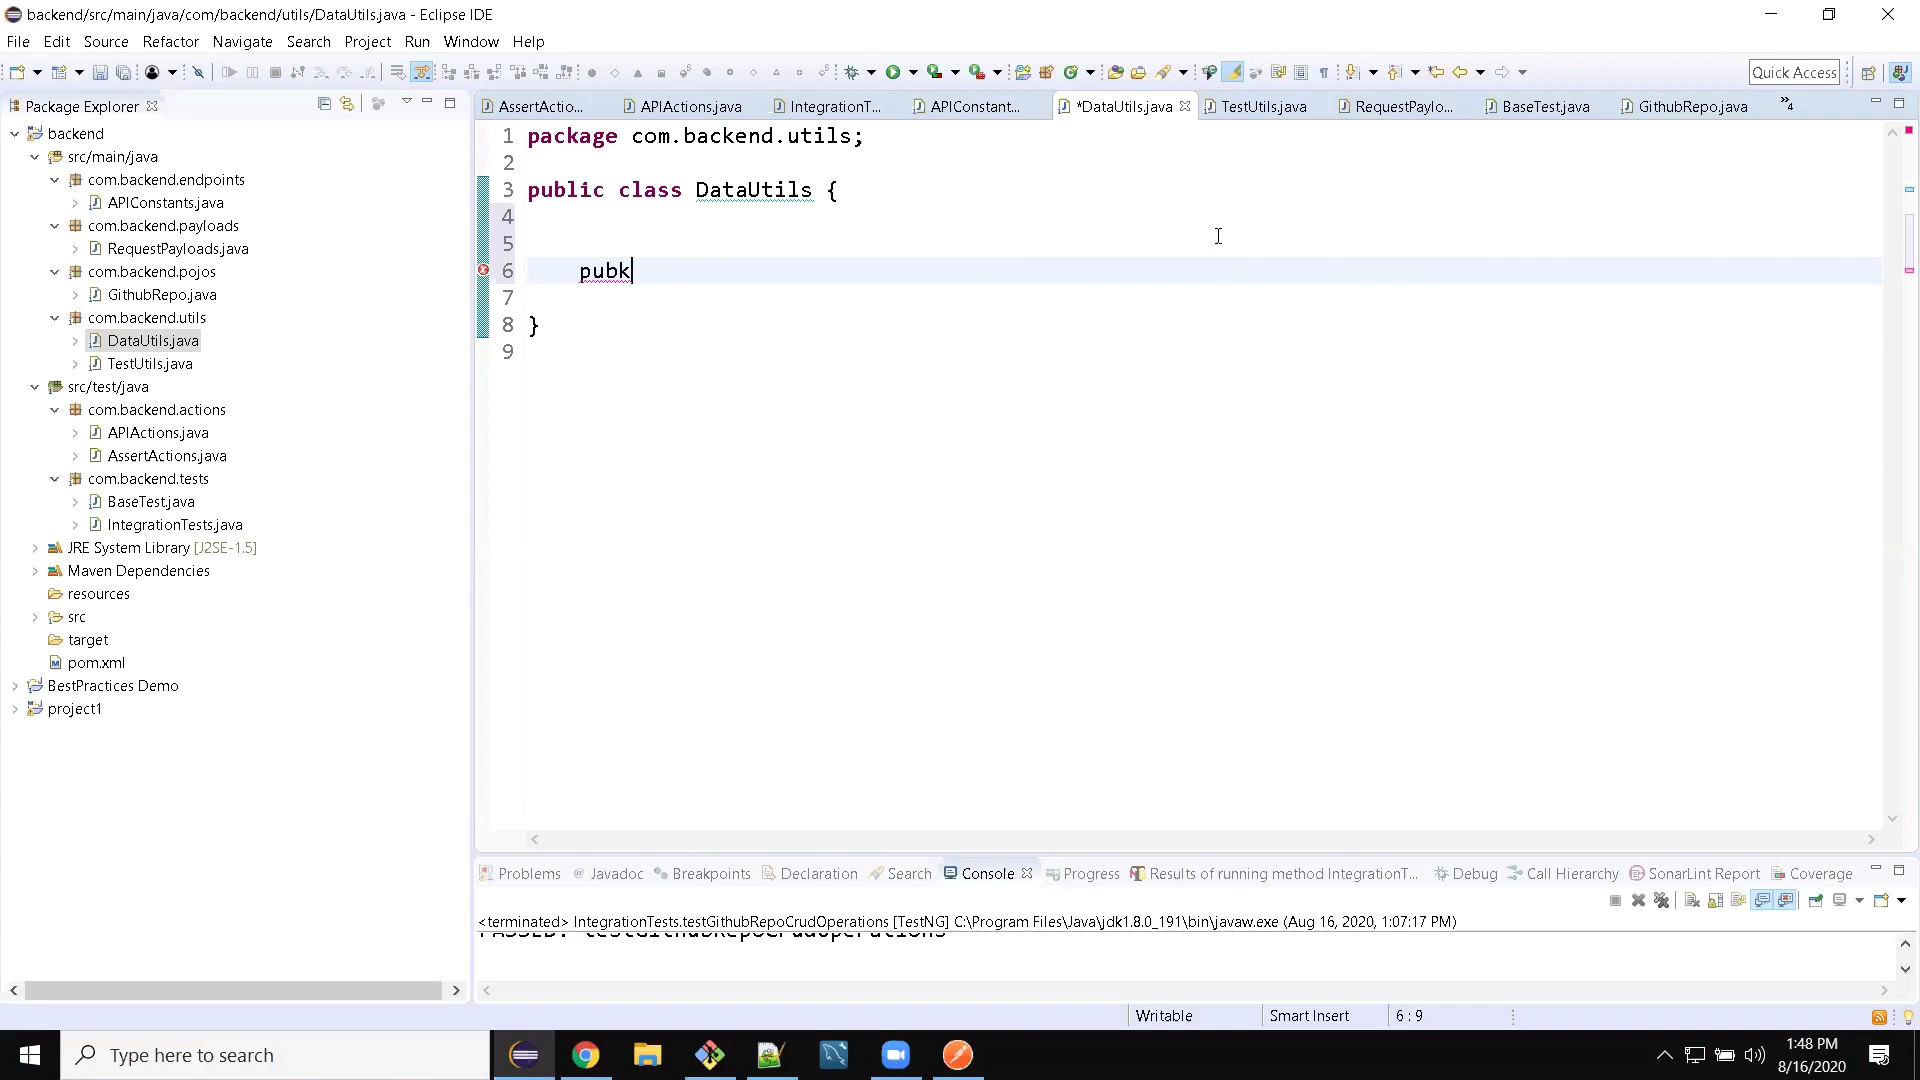 backend/src/main/java/com/backend/utils/DataUtils.java - Eclipse IDE
File Edit Source Refactor Navigate Search Project Run Window Help
Quick Access
Package Explorer
backend
src/main/java
com.backend.endpoints
APIConstants.java
com.backend.payloads
RequestPayloads.java
com.backend.pojos
GithubRepo.java
com.backend.utils
DataUtils.java
TestUtils.java
src/test/java
com.backend.actions
APIActions.java
AssertActions.java
com.backend.tests
BaseTest.java
IntegrationTests.java
JRE System Library [J2SE-1.5]
Maven Dependencies
resources
src
target
pom.xml
BestPractices Demo
project1
AssertActio... APIActions.java IntegrationT... APIConstant... *DataUtils.java TestUtils.java RequestPaylo... BaseTest.java GithubRepo.java »4
1 package com.backend.utils;
2
3 public class DataUtils {
4
5
6 pubk
7
8 }
9
Problems @ Javadoc Breakpoints Declaration Search Console Progress Results of running method IntegrationT... Debug Call Hierarchy SonarLint Report Coverage
<terminated> IntegrationTests.testGithubRepoCrudOperations [TestNG] C:\Program Files\Java\jdk1.8.0_191\bin\javaw.exe (Aug 16, 2020, 1:07:17 PM)
PASSED: testGithubRepoCrudOperations
Writable Smart Insert 6 : 9
Type here to search
1:48 PM
8/16/2020